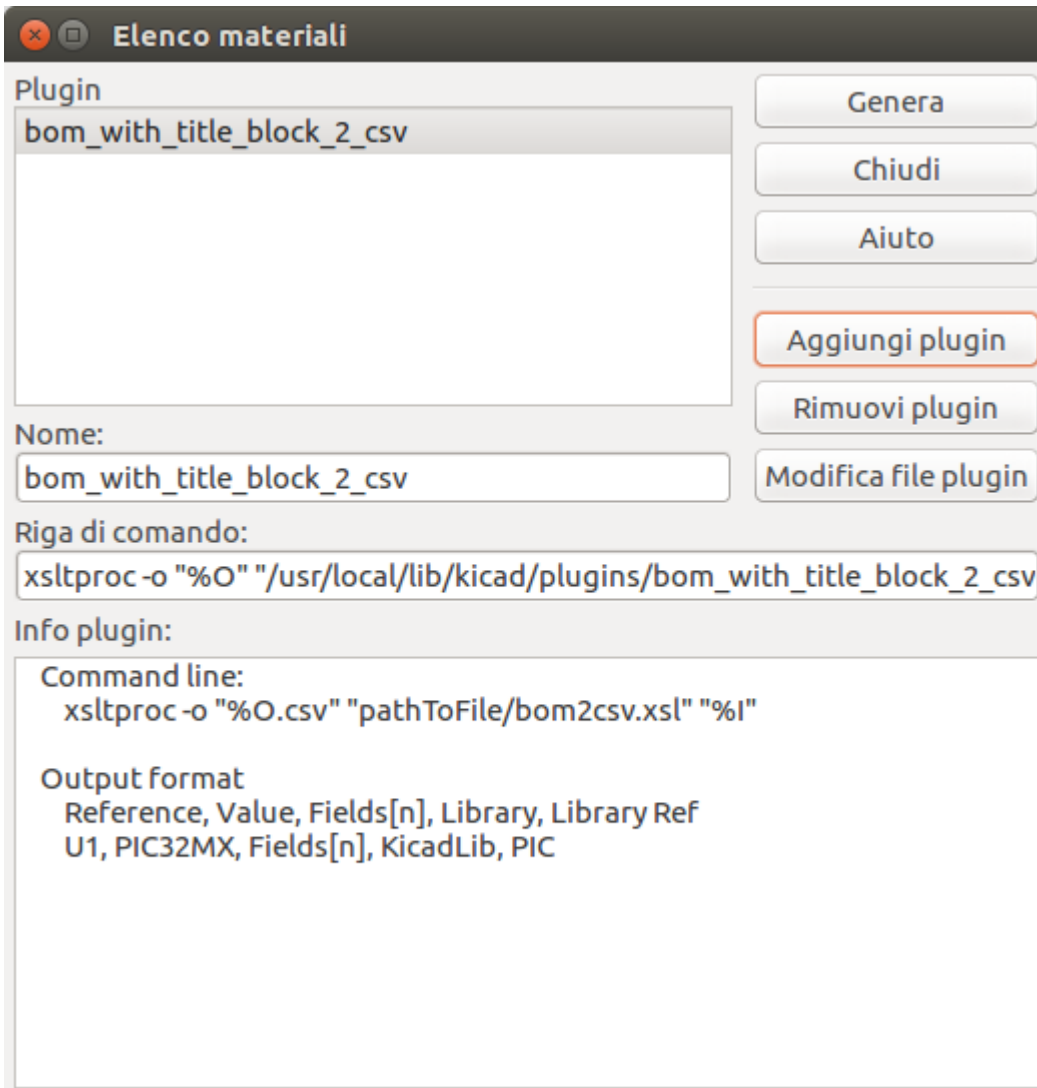 Elenco materiali
Plugin
bom_with_title_block_2_csv
Genera
Chiudi
Aiuto
Aggiungi plugin
Rimuovi plugin
Modifica file plugin
Nome:
bom_with_title_block_2_csv
Riga di comando:
xsltproc -o "%O" "/usr/local/lib/kicad/plugins/bom_with_title_block_2_csv
Info plugin:
Command line:
xsltproc -o "%O.csv" "pathToFile/bom2csv.xsl" "%I"
Output format
Reference, Value, Fields[n], Library, Library Ref
U1, PIC32MX, Fields[n], KicadLib, PIC